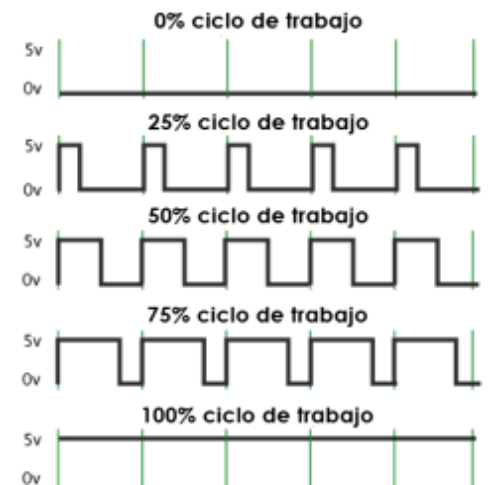 0% ciclo de trabajo
5v
0v
25% ciclo de trabajo
5v
0v
50% ciclo de trabajo
5v
0v
75% ciclo de trabajo
5v
0v
100% ciclo de trabajo
5v
0v